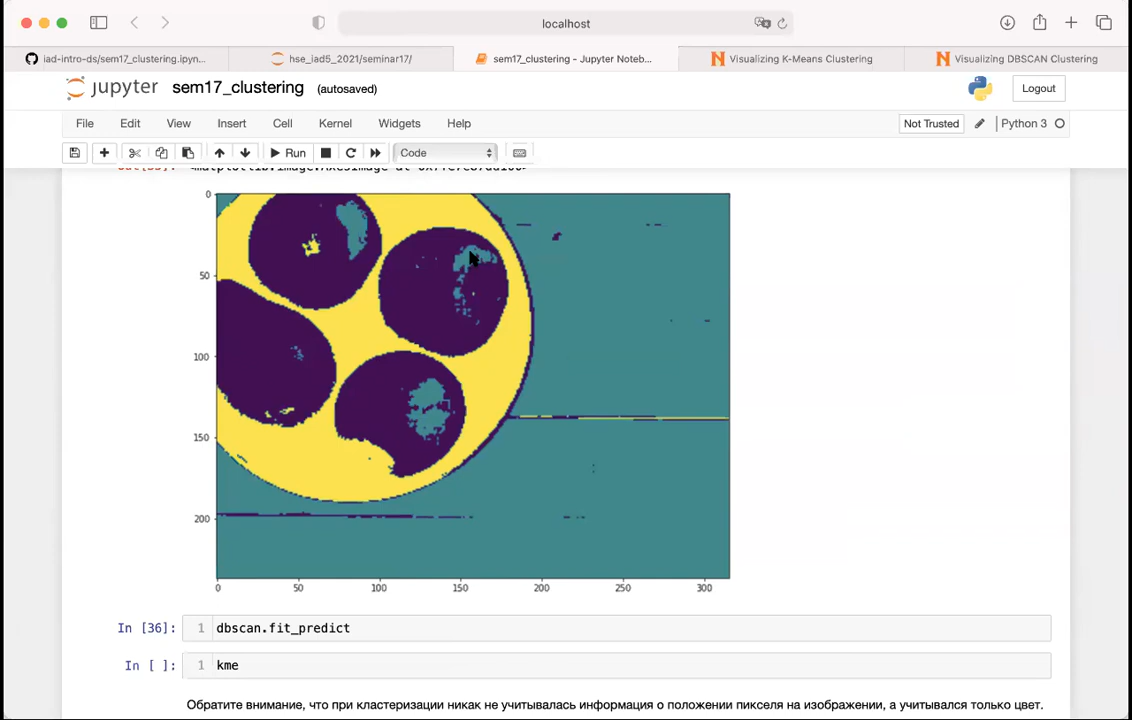 localhost
iad-intro-ds/sem17_clustering.ipyn...
hse_iad5_2021/seminar17/
sem17_clustering - Jupyter Noteb...
Visualizing K-Means Clustering
Visualizing DBSCAN Clustering
jupyter sem17_clustering (autosaved)
Logout
File Edit View Insert Cell Kernel Widgets Help
Not Trusted Python 3
Run Code
0
50
100
150
200
0 50 100 150 200 250 300
In [36]: 1 dbscan.fit_predict
In [ ]: 1 kme
Обратите внимание, что при кластеризации никак не учитывалась информация о положении пикселя на изображении, а учитывался только цвет.